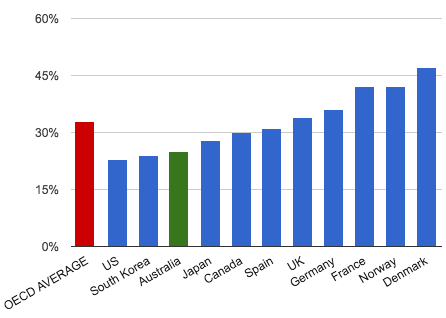 60%
45%
30%
15%
0%
OECD AVERAGE
US
South Korea
Australia
Japan
Canada
Spain
UK
Germany
France
Norway
Denmark